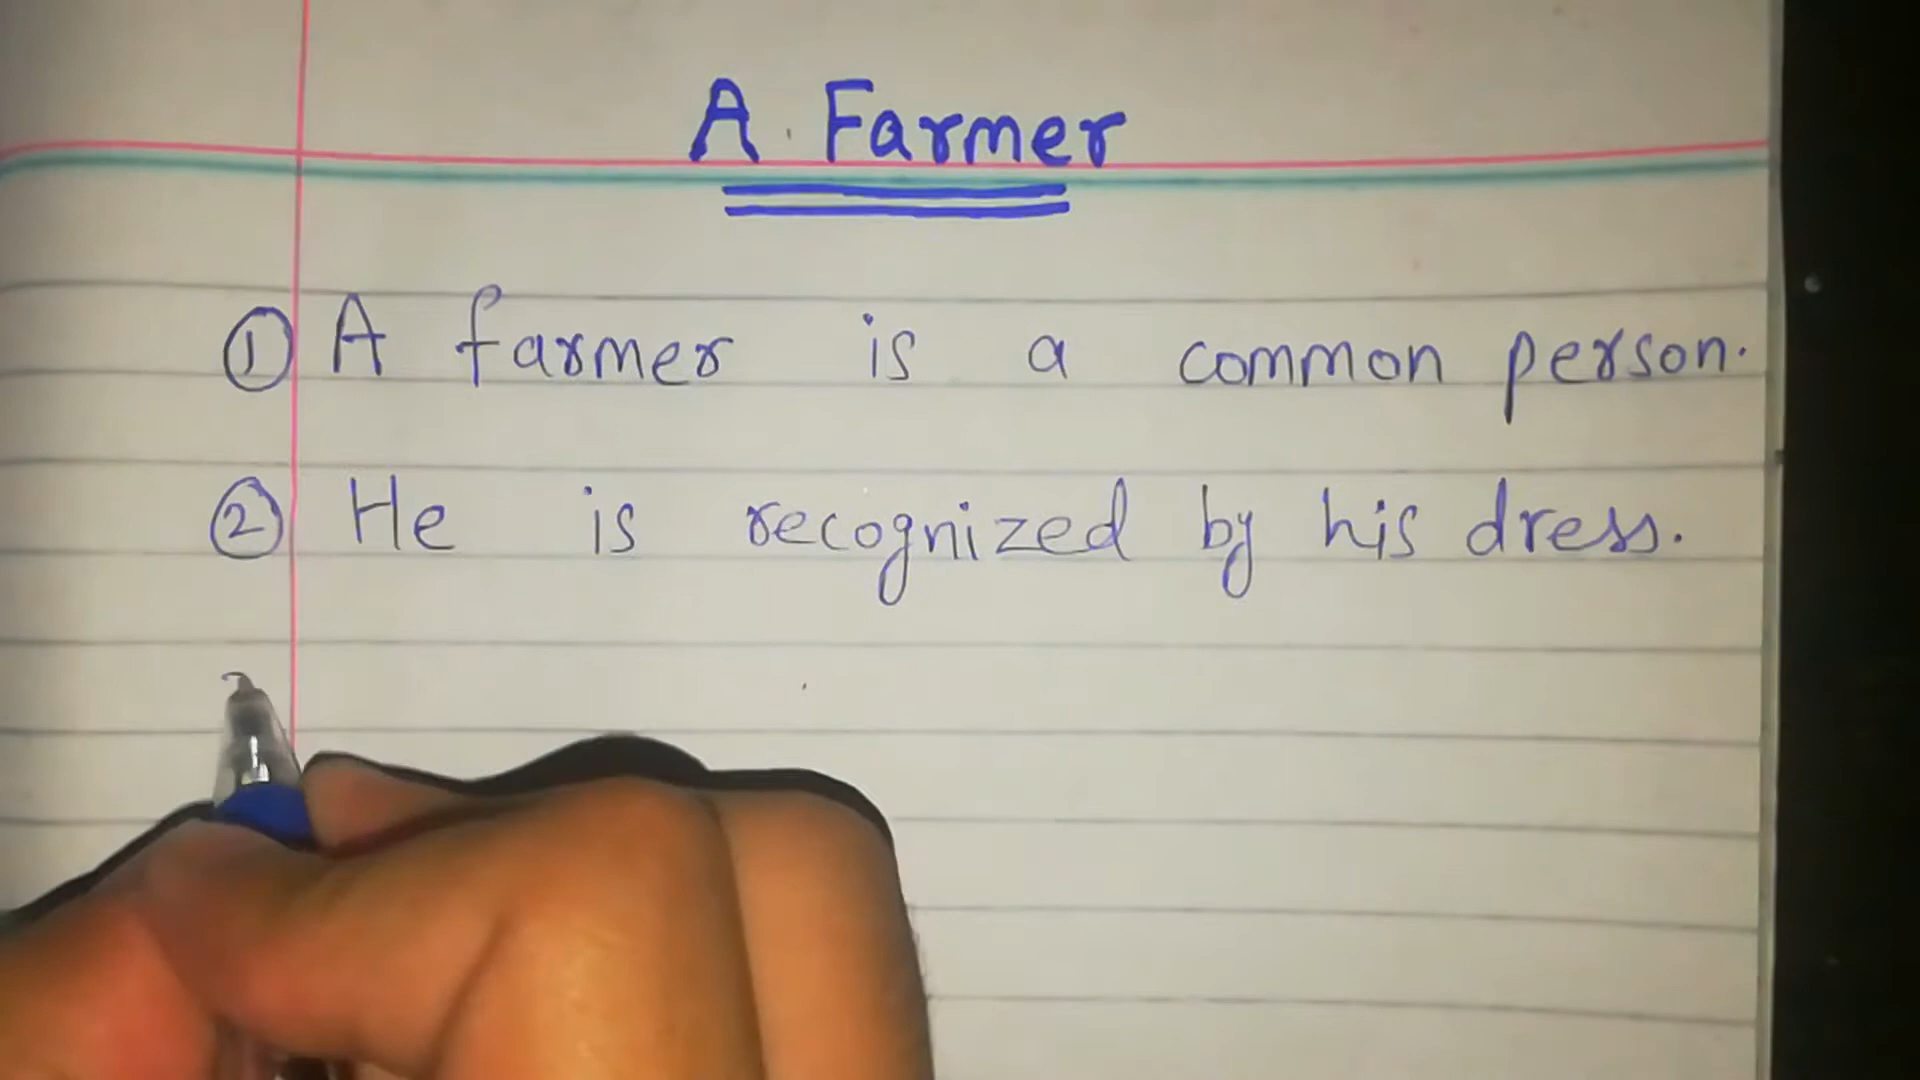 A Farmer
① A farmer is a common person.
② He is recognized by his dress.